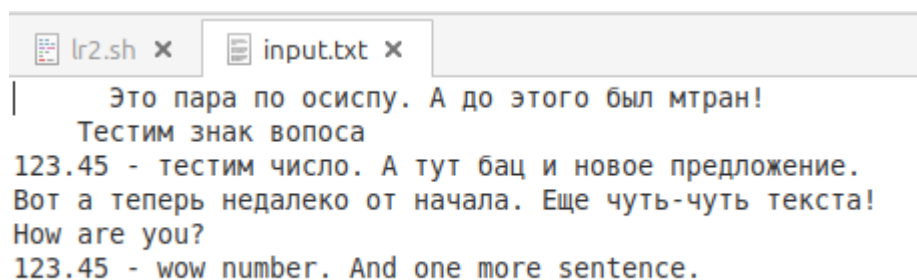 lr2.sh × input.txt ×
Это пара по осиспу. А до этого был мтран!
Тестим знак вопоса
123.45 - тестим число. А тут бац и новое предложение.
Вот а теперь недалеко от начала. Еще чуть-чуть текста!
How are you?
123.45 - wow number. And one more sentence.